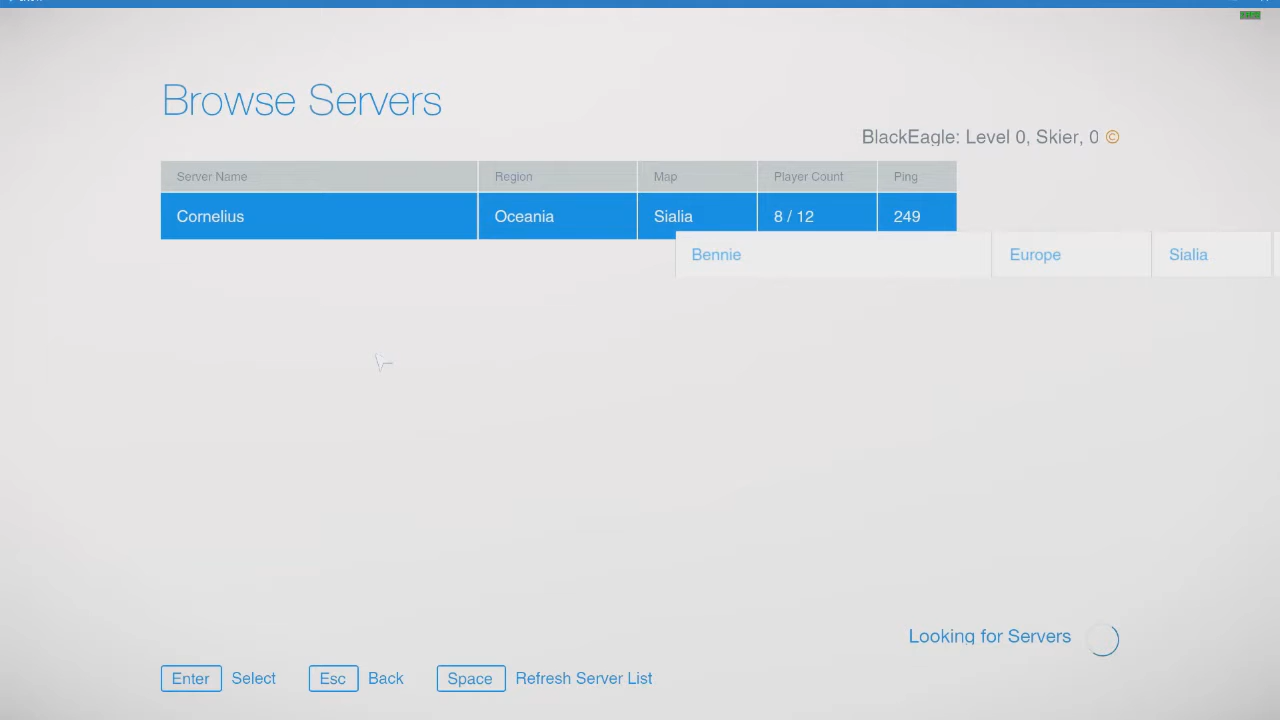 Browse Servers
BlackEagle: Level 0, Skier, 0 ©
Server Name Region Map Player Count Ping
Cornelius Oceania Sialia 8 / 12 249
Bennie Europe Sialia
Looking for Servers
Enter Select Esc Back Space Refresh Server List